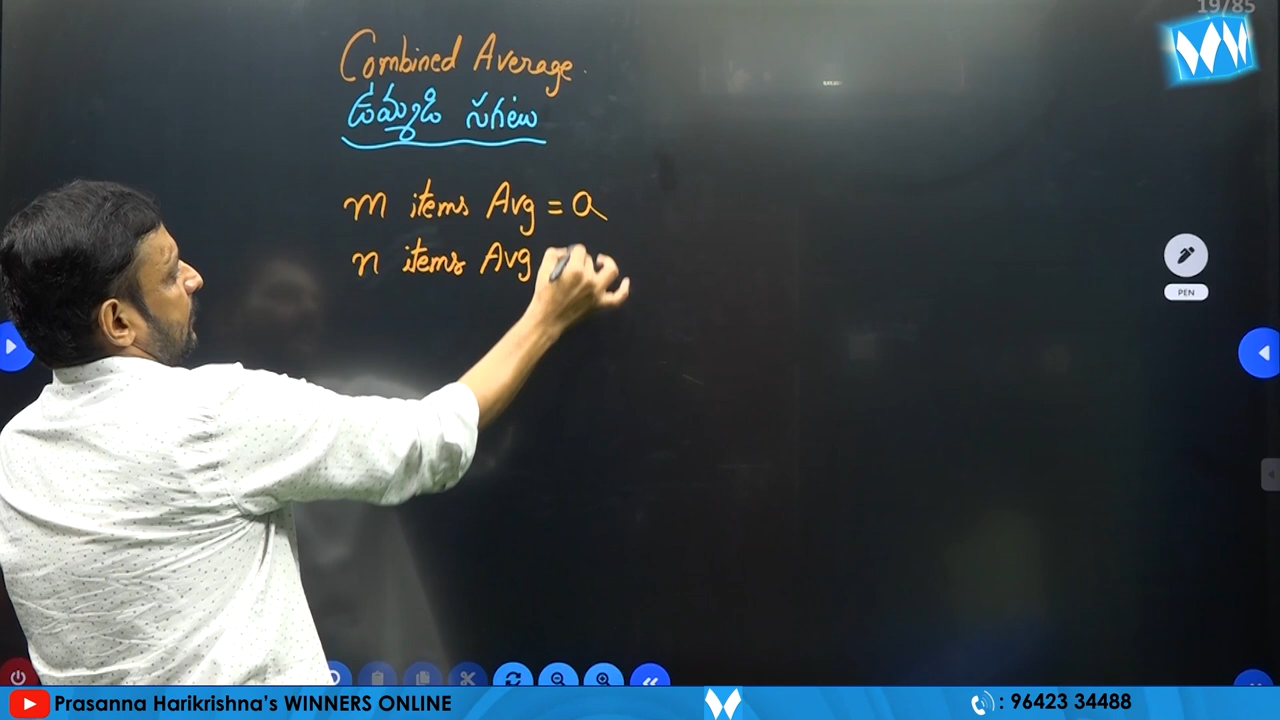 19/85
Combined Average.
ఉమ్మడి సగటు
m items Avg = a
n items Avg
PEN
Prasanna Harikrishna's WINNERS ONLINE
: 96423 34488